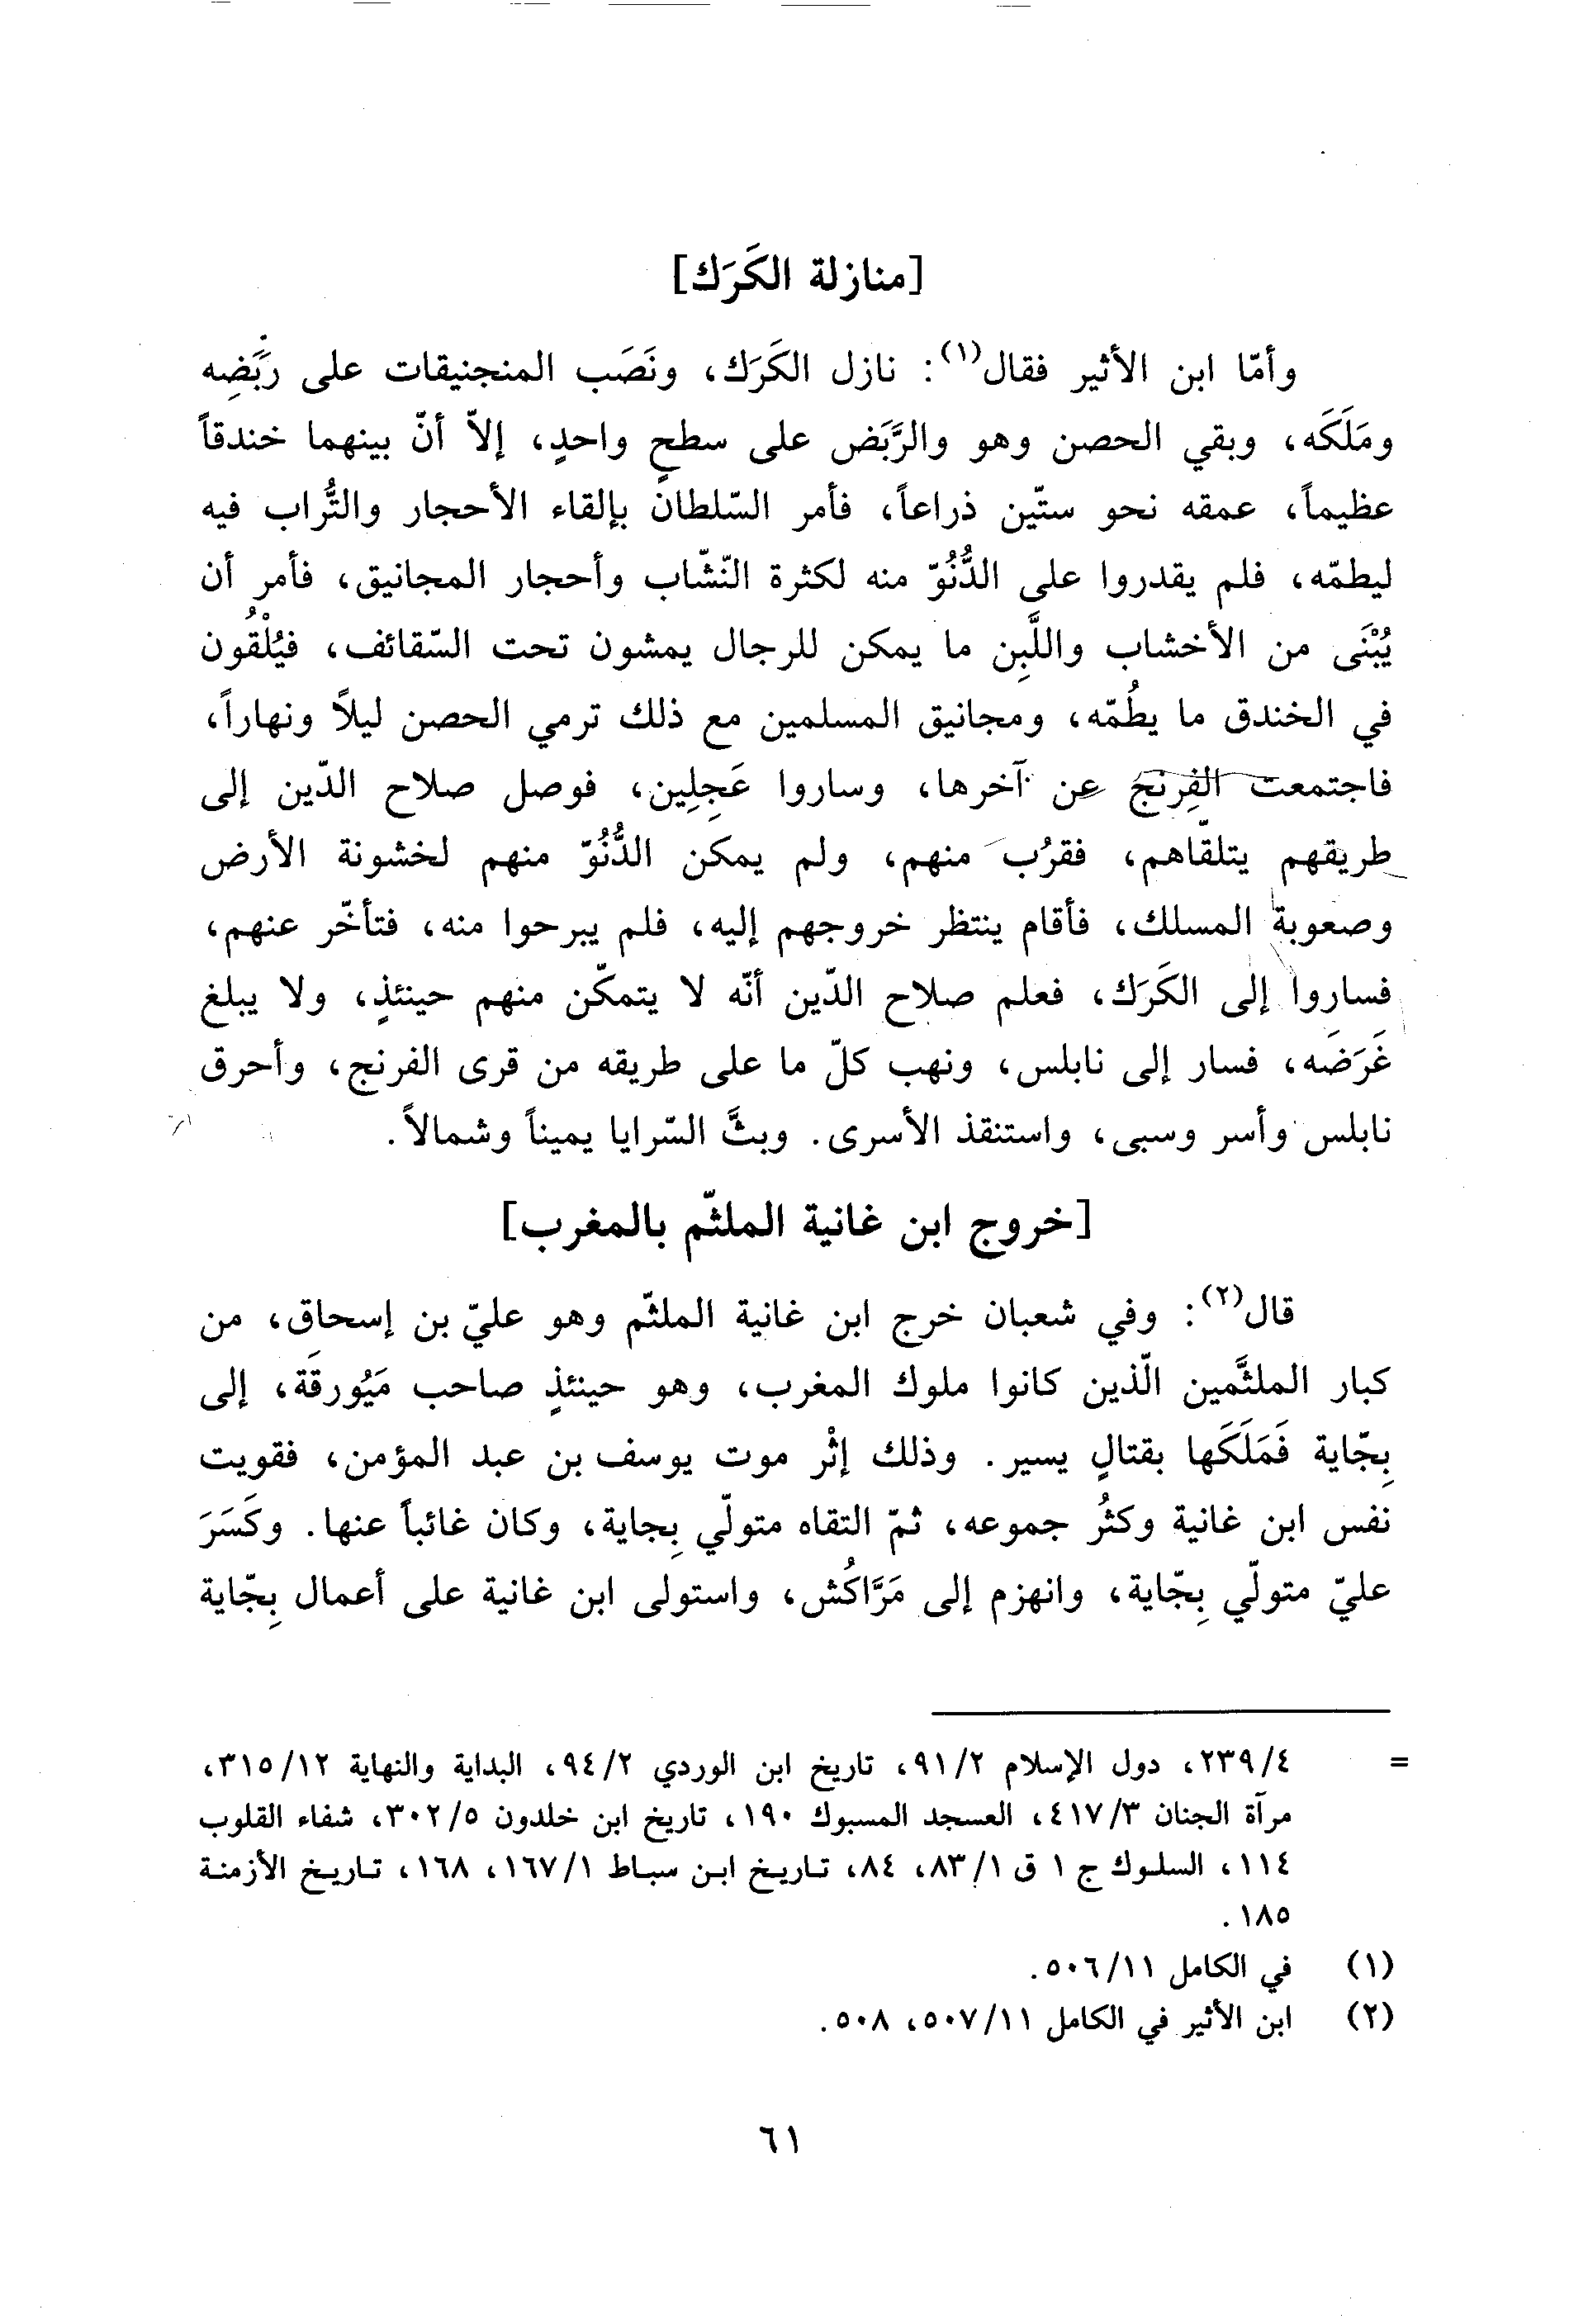 [منازلة الكَرَك]
وأمّا ابن الأثير فقال(١): نازل الكَرَك، ونَصَب المنجنيقات على رَبَضِه
ومَلَكَه، وبقي الحصن وهو والرَّبَض على سطحٍ واحدٍ، إلاّ أنّ بينهما خندقاً
عظيماً، عمقه نحو ستّين ذراعاً، فأمر السّلطان بإلقاء الأحجار والتُّراب فيه
ليطمّه، فلم يقدروا على الدُّنُوّ منه لكثرة النّشّاب وأحجار المجانيق، فأمر أن
يُبْنَى من الأخشاب واللَّبِن ما يمكن للرجال يمشون تحت السّقائف، فيُلْقُون
في الخندق ما يطُمّه، ومجانيق المسلمين مع ذلك ترمي الحصن ليلاً ونهاراً،
فاجتمعت الفِرنج عن آخرها، وساروا عَجِلِين، فوصل صلاح الدّين إلى
طريقهم يتلقّاهم، فقرُب منهم، ولم يمكن الدُّنُوّ منهم لخشونة الأرض
وصعوبة المسلك، فأقام ينتظر خروجهم إليه، فلم يبرحوا منه، فتأخّر عنهم،
فساروا إلى الكَرَك، فعلم صلاح الدّين أنّه لا يتمكّن منهم حينئذٍ، ولا يبلغ
غَرَضَه، فسار إلى نابلس، ونهب كلّ ما على طريقه من قرى الفرنج، وأحرق
نابلس وأسر وسبى، واستنقذ الأسرى. وبثَّ السّرايا يميناً وشمالاً.
[خروج ابن غانية الملثّم بالمغرب]
قال(٢): وفي شعبان خرج ابن غانية الملثّم وهو عليّ بن إسحاق، من
كبار الملثَّمين الّذين كانوا ملوك المغرب، وهو حينئذٍ صاحب مَيُورقَة، إلى
بِجّاية فَمَلَكَها بقتالٍ يسير. وذلك إثْر موت يوسف بن عبد المؤمن، فقويت
نفس ابن غانية وكثُر جموعه، ثمّ التقاه متولّي بِجاية، وكان غائباً عنها. وكَسَرَ
عليّ متولّي بِجّاية، وانهزم إلى مَرَّاكُش، واستولى ابن غانية على أعمال بِجّاية
= ٢٣٩/٤، دول الإسلام ٩١/٢، تاريخ ابن الوردي ٩٤/٢، البداية والنهاية ٣١٥/١٢،
مرآة الجنان ٤١٧/٣، العسجد المسبوك ١٩٠، تاريخ ابن خلدون ٣٠٢/٥، شفاء القلوب
١١٤، السلوك ج ١ ق ٨٣/١، ٨٤، تاريخ ابن سباط ١٦٧/١، ١٦٨، تاريخ الأزمنة
١٨٥.
(١) في الكامل ٥٠٦/١١.
(٢) ابن الأثير في الكامل ٥٠٧/١١، ٥٠٨.
٦١